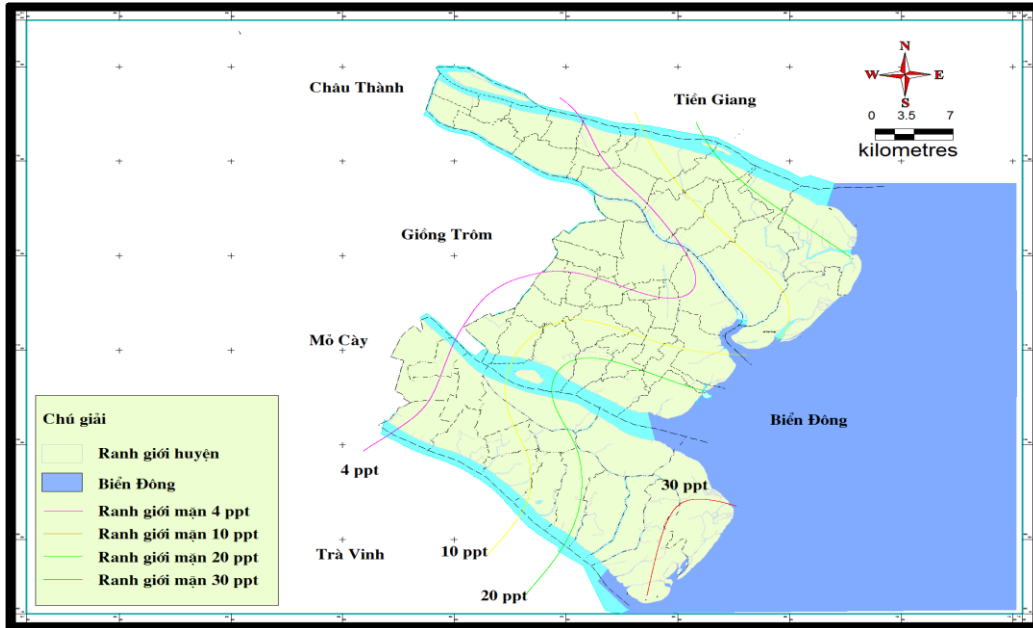 N
Châu Thành
Tiền Giang
W E
S
0 3.5 7
kilometres
Giồng Trôm
Mỏ Cày
Chú giải
Biển Đông
Ranh giới huyện
4 ppt
Biển Đông
30 ppt
Ranh giới mặn 4 ppt
Ranh giới mặn 10 ppt
Trà Vinh
10 ppt
Ranh giới mặn 20 ppt
Ranh giới mặn 30 ppt
20 ppt